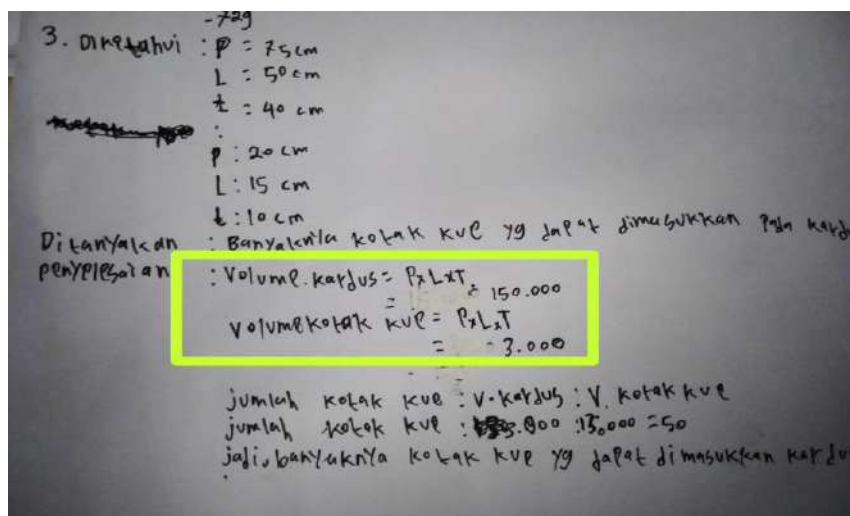 -729
3. Diketahui : P = 75 cm
L = 50 cm
t = 40 cm
:
p : 20 cm
L : 15 cm
t : 10 cm
Ditanyakan : Banyaknya kotak kue yg dapat dimasukkan pada kardu
penyelesaian : Volume. kardus = PxLxT
= 150.000
Volume kotak kue = PxLxT
= 3.000
jumlah kotak kue : V. kardus : V. kotak kue
jumlah kotak kue : .000 : 15.000 = 50
jadi, banyaknya kotak kue yg dapat dimasukkan kardu